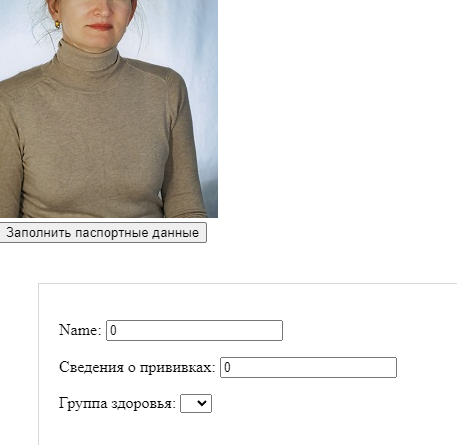 Заполнить паспортные данные
Name: 0
Сведения о прививках: 0
Группа здоровья: